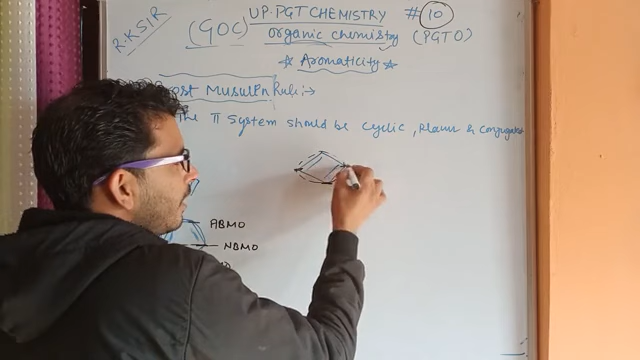 R.K SIR
UP.PGT CHEMISTRY #10
(GOC) Organic chemistry (PGTO)
☆ Aromaticity ☆
Frost Musulin Rule :→
The π System should be cyclic, Planar & conjugated
ABMO
NBMO